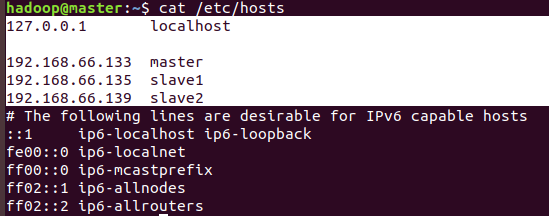 hadoop@master:~$ cat /etc/hosts
127.0.0.1       localhost

192.168.66.133  master
192.168.66.135  slave1
192.168.66.139  slave2
# The following lines are desirable for IPv6 capable hosts
::1     ip6-localhost ip6-loopback
fe00::0 ip6-localnet
ff00::0 ip6-mcastprefix
ff02::1 ip6-allnodes
ff02::2 ip6-allrouters